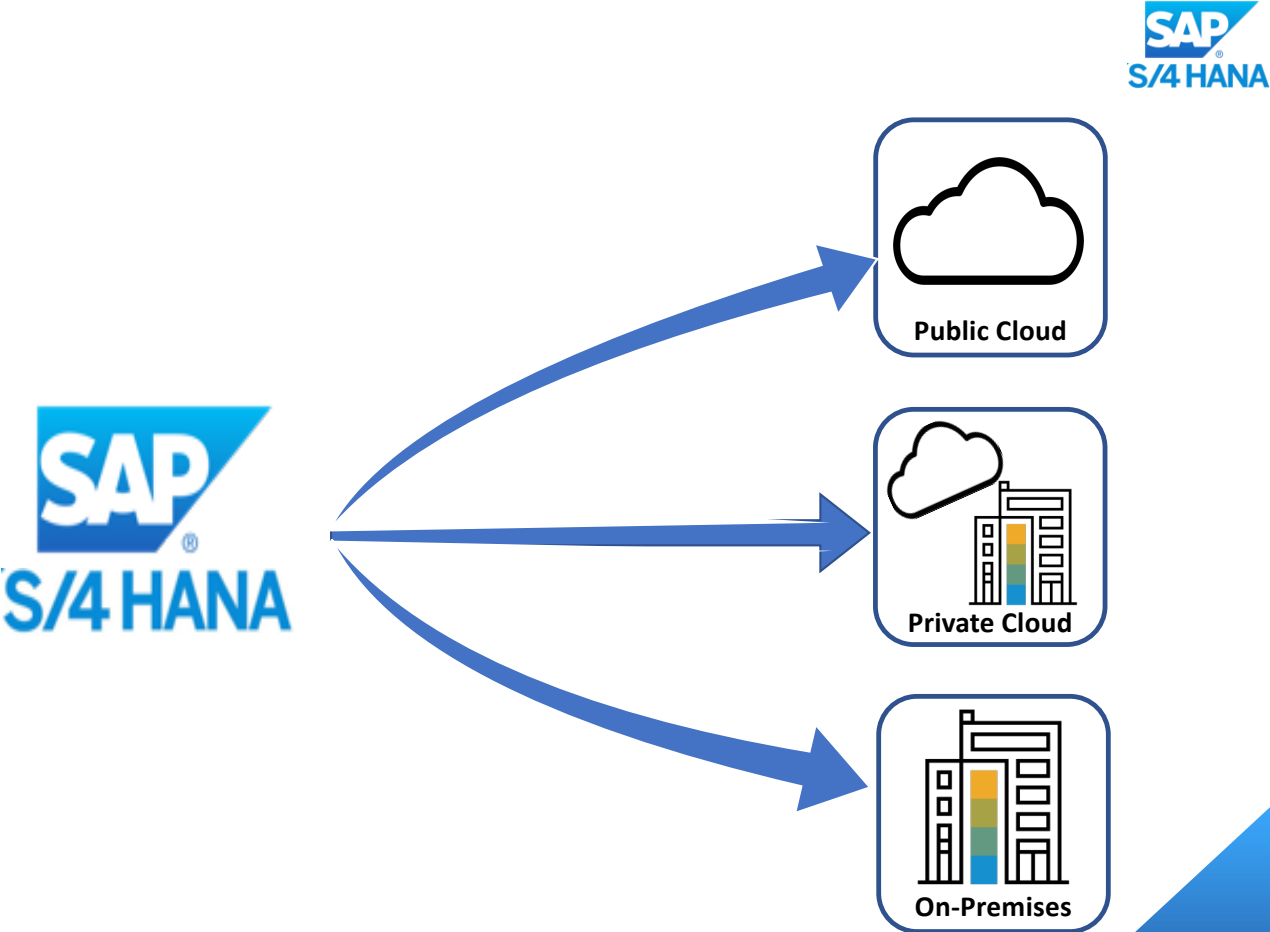 SAP
®
S/4 HANA
Public Cloud
SAP
®
S/4 HANA
Private Cloud
On-Premises